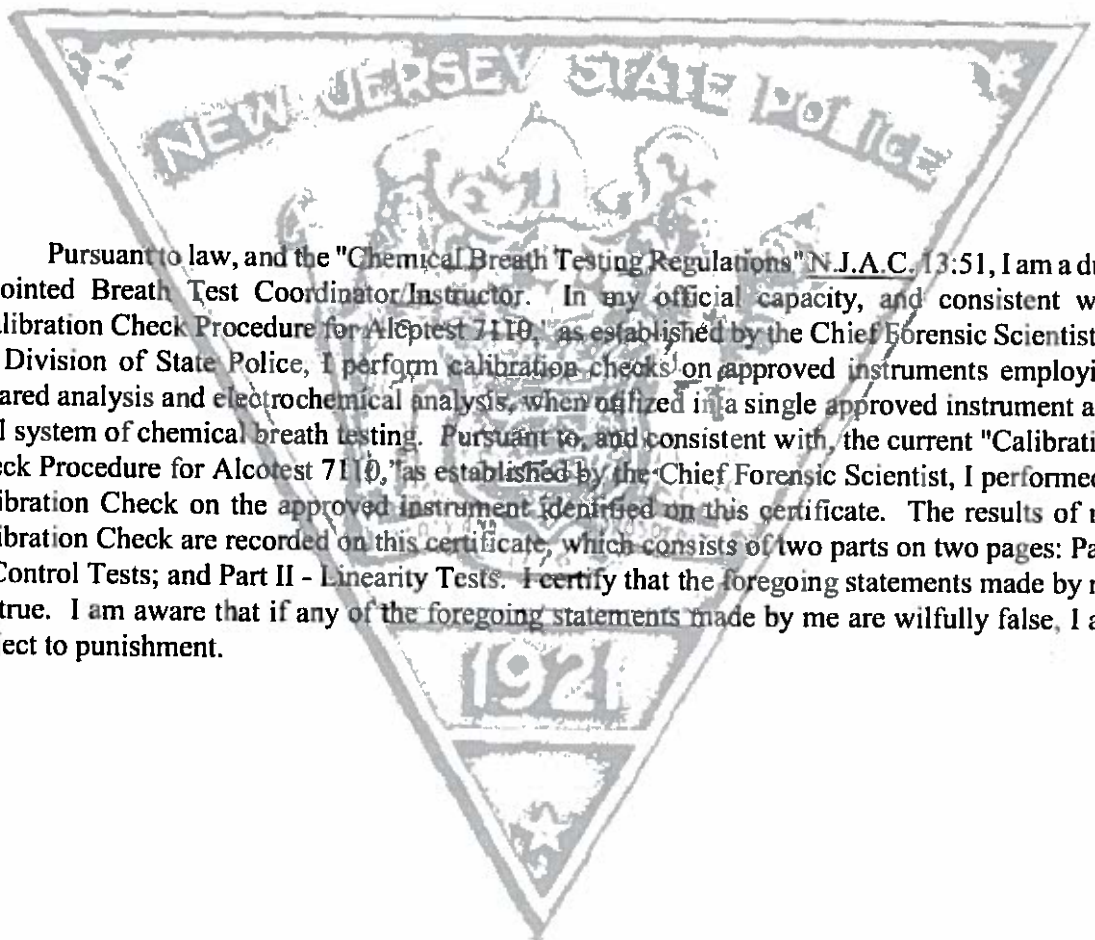 NEW JERSEY STATE POLICE
Pursuant to law, and the "Chemical Breath Testing Regulations" N.J.A.C. 13:51, I am a du
ointed Breath Test Coordinator/Instructor. In my official capacity, and consistent w
libration Check Procedure for Alcotest 7110," as established by the Chief Forensic Scientist
Division of State Police, I perform calibration checks on approved instruments employi
ared analysis and electrochemical analysis, when utilized in a single approved instrument a
l system of chemical breath testing. Pursuant to, and consistent with, the current "Calibrati
ck Procedure for Alcotest 7110," as established by the Chief Forensic Scientist, I performed
ibration Check on the approved instrument identified on this certificate. The results of
ibration Check are recorded on this certificate, which consists of two parts on two pages: Pa
Control Tests; and Part II - Linearity Tests. I certify that the foregoing statements made by
true. I am aware that if any of the foregoing statements made by me are wilfully false, I a
ject to punishment.
1921